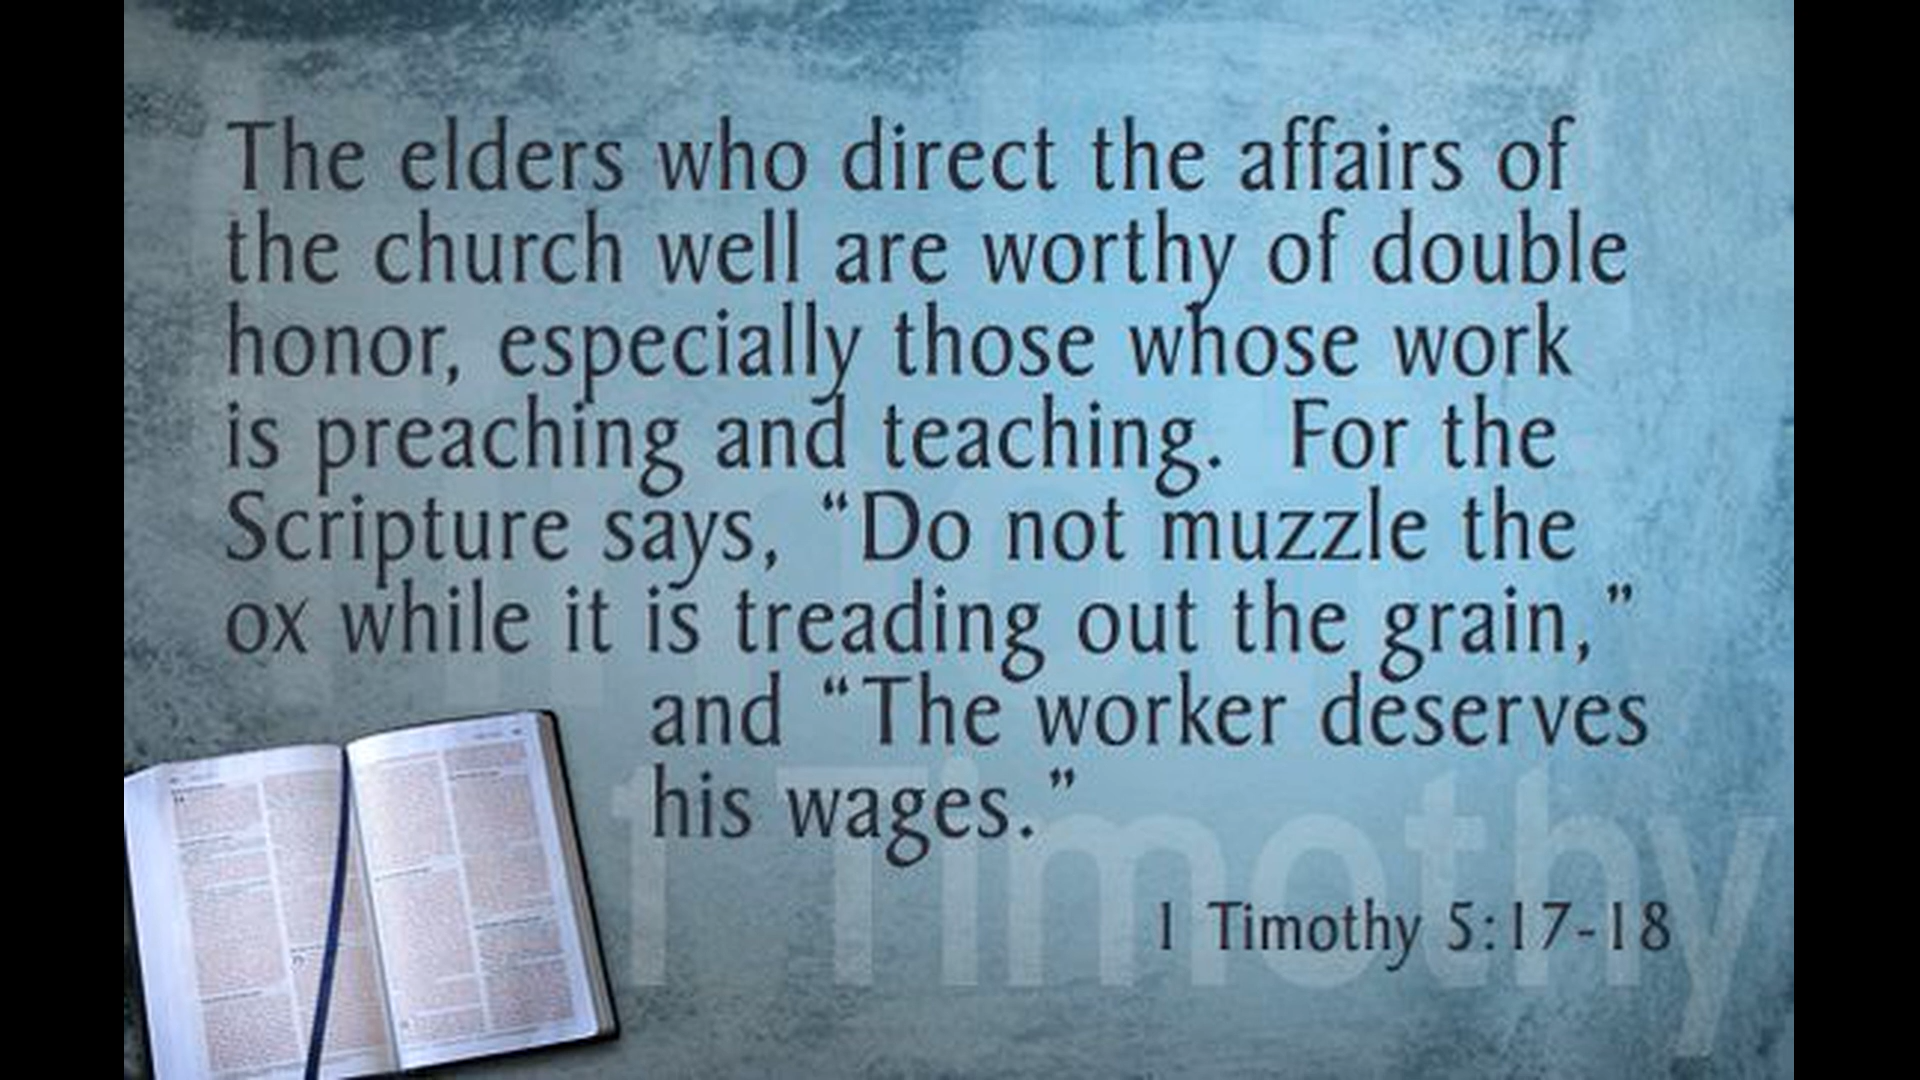 The elders who direct the affairs of
the church well are worthy of double
honor, especially those whose work
is preaching and teaching.  For the
Scripture says, “Do not muzzle the
ox while it is treading out the grain,”
and “The worker deserves
his wages.”
1 Timothy
1 Timothy 5:17-18